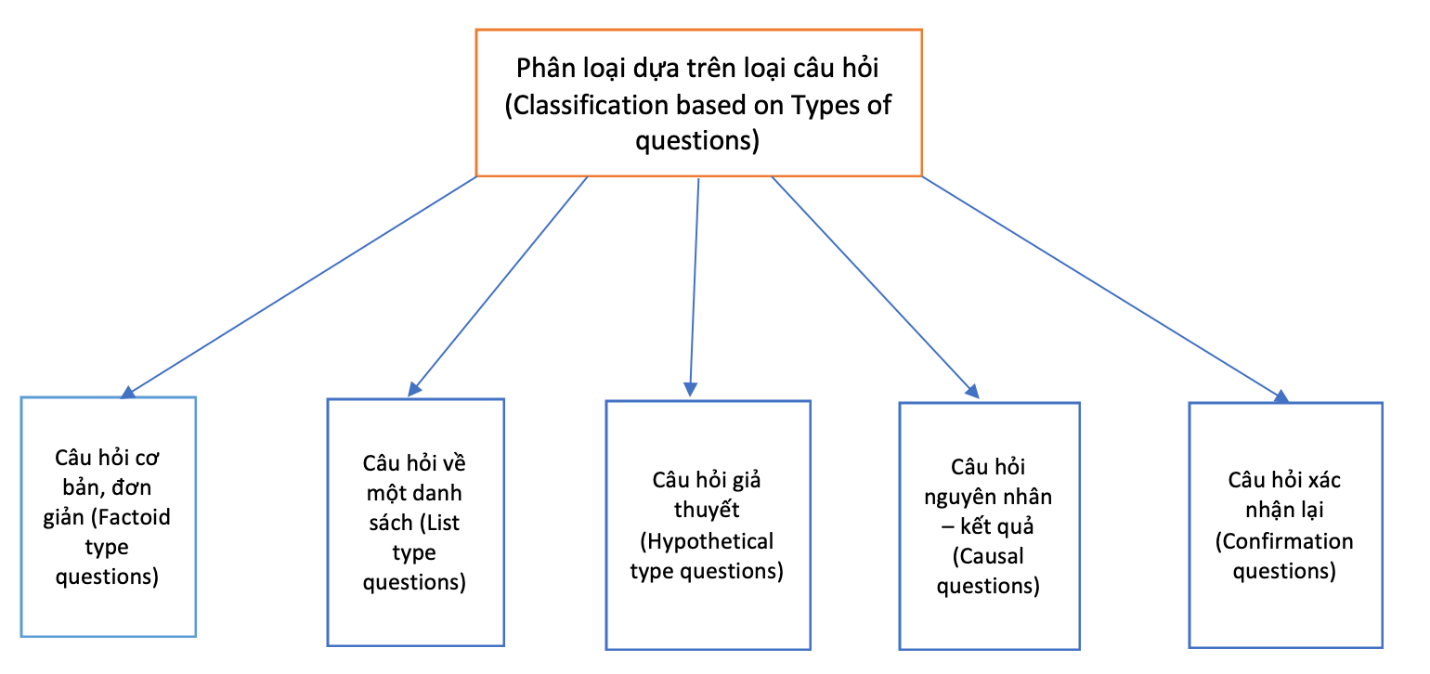 Phân loại dựa trên loại câu hỏi
(Classification based on Types of
questions)
Câu hỏi cơ
bản, đơn
giản (Factoid
type
questions)
Câu hỏi về
một danh
sách (List
type
questions)
Câu hỏi giả
thuyết
(Hypothetical
type questions)
Câu hỏi
nguyên nhân
– kết quả
(Causal
questions)
Câu hỏi xác
nhận lại
(Confirmation
questions)